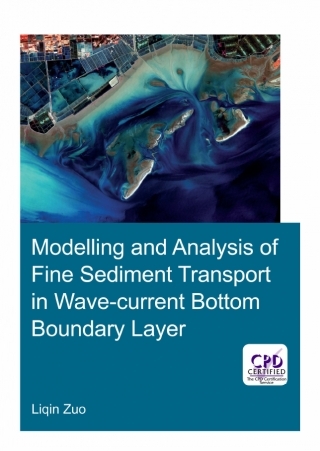 Modelling and Analysis of
Fine Sediment Transport
in Wave-current Bottom
Boundary Layer
CPD
CERTIFIED
The CPD Certification
Service
Liqin Zuo